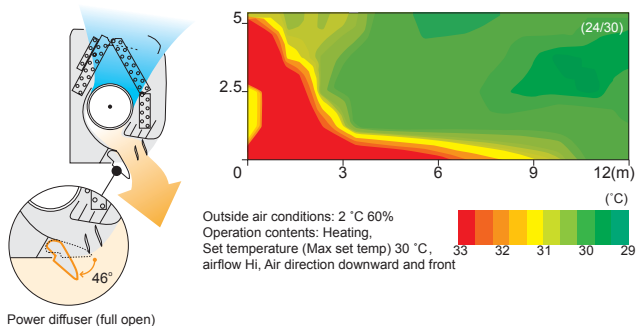 5
2.5
0
3
6
9
12(m)
(24/30)
(˚C)
33
32
31
30
29
Outside air conditions: 2 ˚C 60%
Operation contents: Heating,
Set temperature (Max set temp) 30 ˚C,
airflow Hi, Air direction downward and front
46°
Power diffuser (full open)